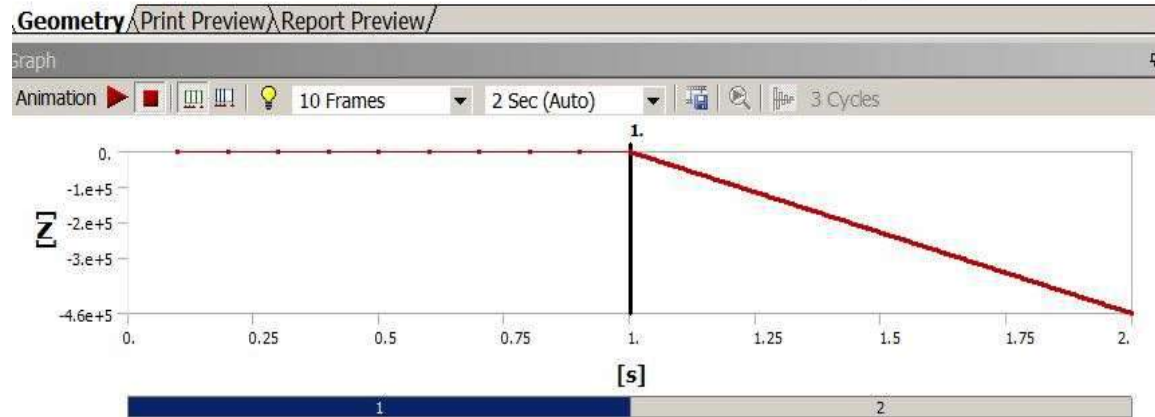 Geometry Print Preview Report Preview
Graph
Animation 10 Frames 2 Sec (Auto) 3 Cycles
1.
0.
-1.e+5
-2.e+5
-3.e+5
-4.6e+5
[N]
0. 0.25 0.5 0.75 1. 1.25 1.5 1.75 2.
[s]
1 2